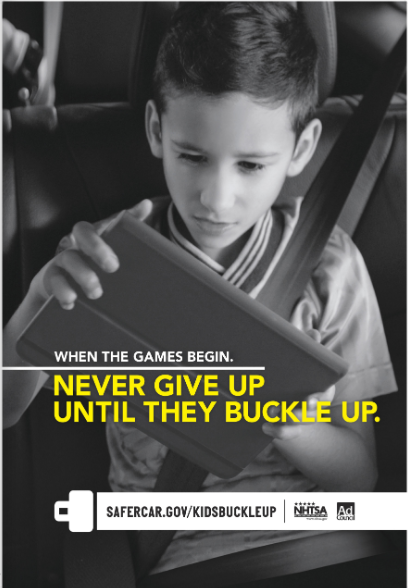 WHEN THE GAMES BEGIN.
NEVER GIVE UP
UNTIL THEY BUCKLE UP.
SAFERCAR.GOV/KIDSBUCKLEUP
NHTSA
Ad
Council